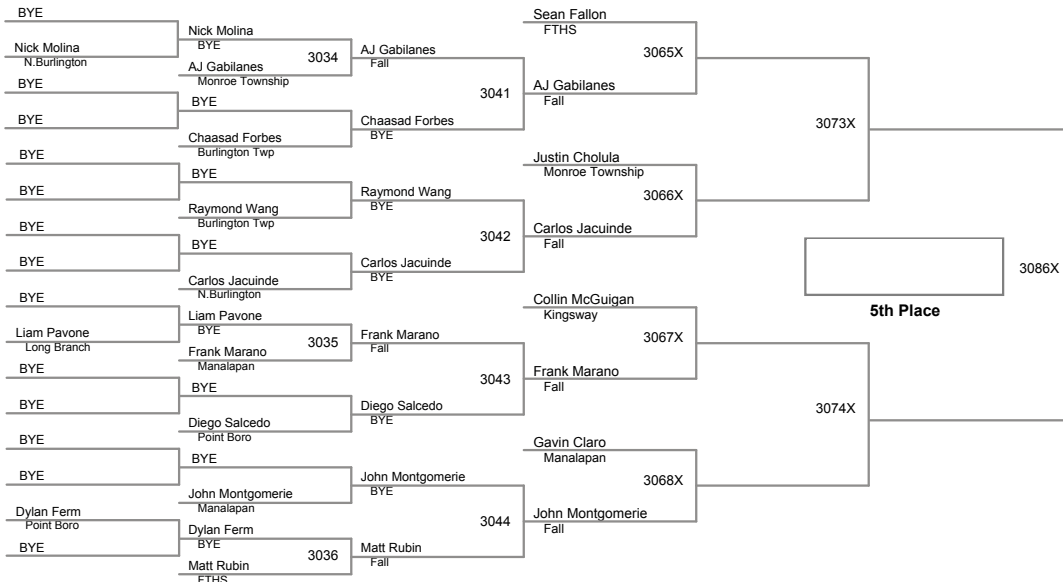 BYE
Nick Molina
N.Burlington
BYE
BYE
BYE
BYE
BYE
BYE
BYE
Liam Pavone
Long Branch
BYE
BYE
BYE
BYE
Dylan Ferm
Point Boro
BYE
Nick Molina
BYE
3034
AJ Gabilanes
Monroe Township
BYE
Chaasad Forbes
Burlington Twp
BYE
Raymond Wang
Burlington Twp
BYE
Carlos Jacuinde
N.Burlington
Liam Pavone
BYE
3035
Frank Marano
Manalapan
BYE
Diego Salcedo
Point Boro
BYE
John Montgomerie
Manalapan
Dylan Ferm
BYE
3036
Matt Rubin
FTHS
AJ Gabilanes
Fall
3041
Chaasad Forbes
BYE
Raymond Wang
BYE
3042
Carlos Jacuinde
BYE
Frank Marano
Fall
3043
Diego Salcedo
BYE
John Montgomerie
BYE
3044
Matt Rubin
Fall
Sean Fallon
FTHS
3065X
AJ Gabilanes
Fall
Justin Cholula
Monroe Township
3066X
Carlos Jacuinde
Fall
Collin McGuigan
Kingsway
3067X
Frank Marano
Fall
Gavin Claro
Manalapan
3068X
John Montgomerie
Fall
3073X
3074X
3086X
5th Place